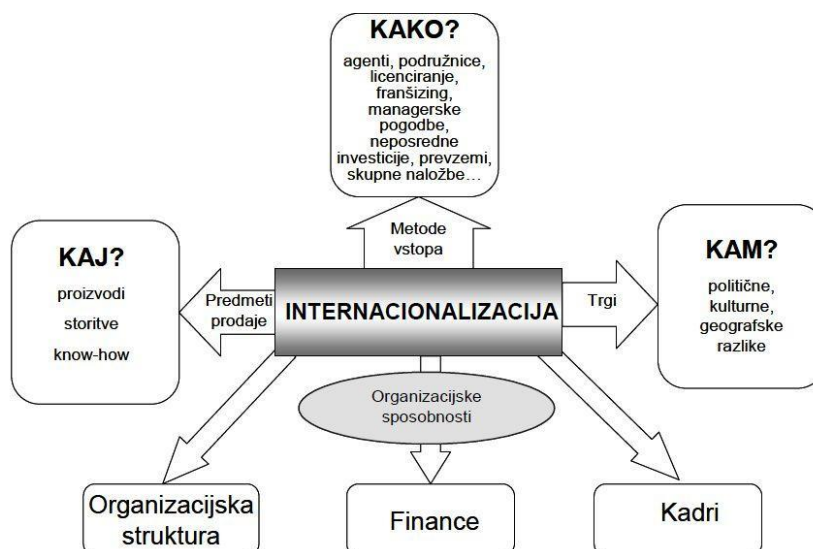 KAKO?
agenti, podružnice,
licenciranje,
franšizing,
managerske
pogodbe,
neposredne
investicije, prevzemi,
skupne naložbe…
Metode
vstopa
KAJ?
proizvodi
storitve
know-how
Predmeti
prodaje
INTERNACIONALIZACIJA
Trgi
KAM?
politične,
kulturne,
geografske
razlike
Organizacijske
sposobnosti
Organizacijska
struktura
Finance
Kadri